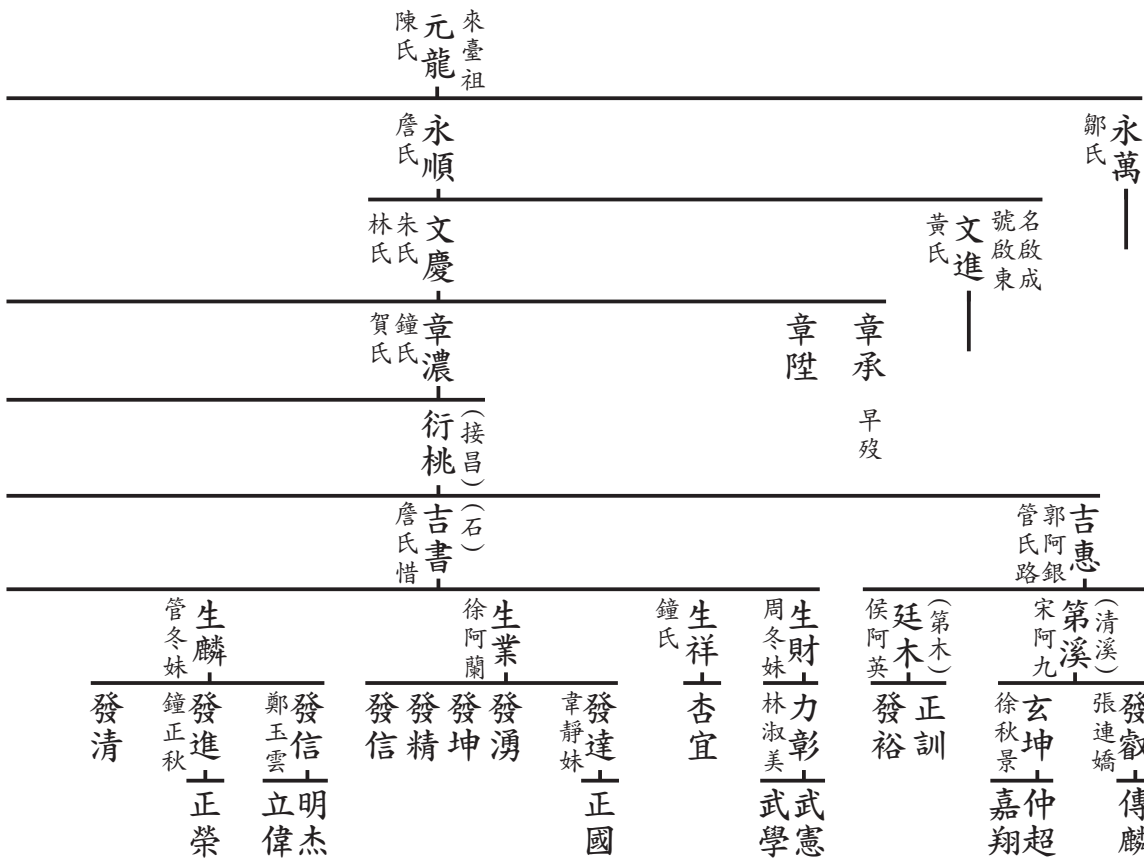 來臺祖
元龍
陳氏
永萬
鄒氏
永順
詹氏
名啟成
號啟東
文進
黃氏
文慶
朱氏
林氏
章承
早歿
章陞
章濃
鐘氏
賀氏
(接昌)
衍桃
吉惠
郭阿銀
管氏路
(石)
吉書
詹氏惜
(清溪)
第溪
宋阿九
(第木)
廷木
侯阿英
生財
周冬妹
生祥
鐘氏
生業
徐阿蘭
生麟
管冬妹
發叡
張連嬌
玄坤
徐秋景
正訓
發裕
力彰
林淑美
杏宜
發達
韋靜妹
發湧
發坤
發精
發信
發信
鄭玉雲
發進
鐘正秋
發清
傳麟
仲超
嘉翔
武憲
武學
正國
明杰
立偉
正榮